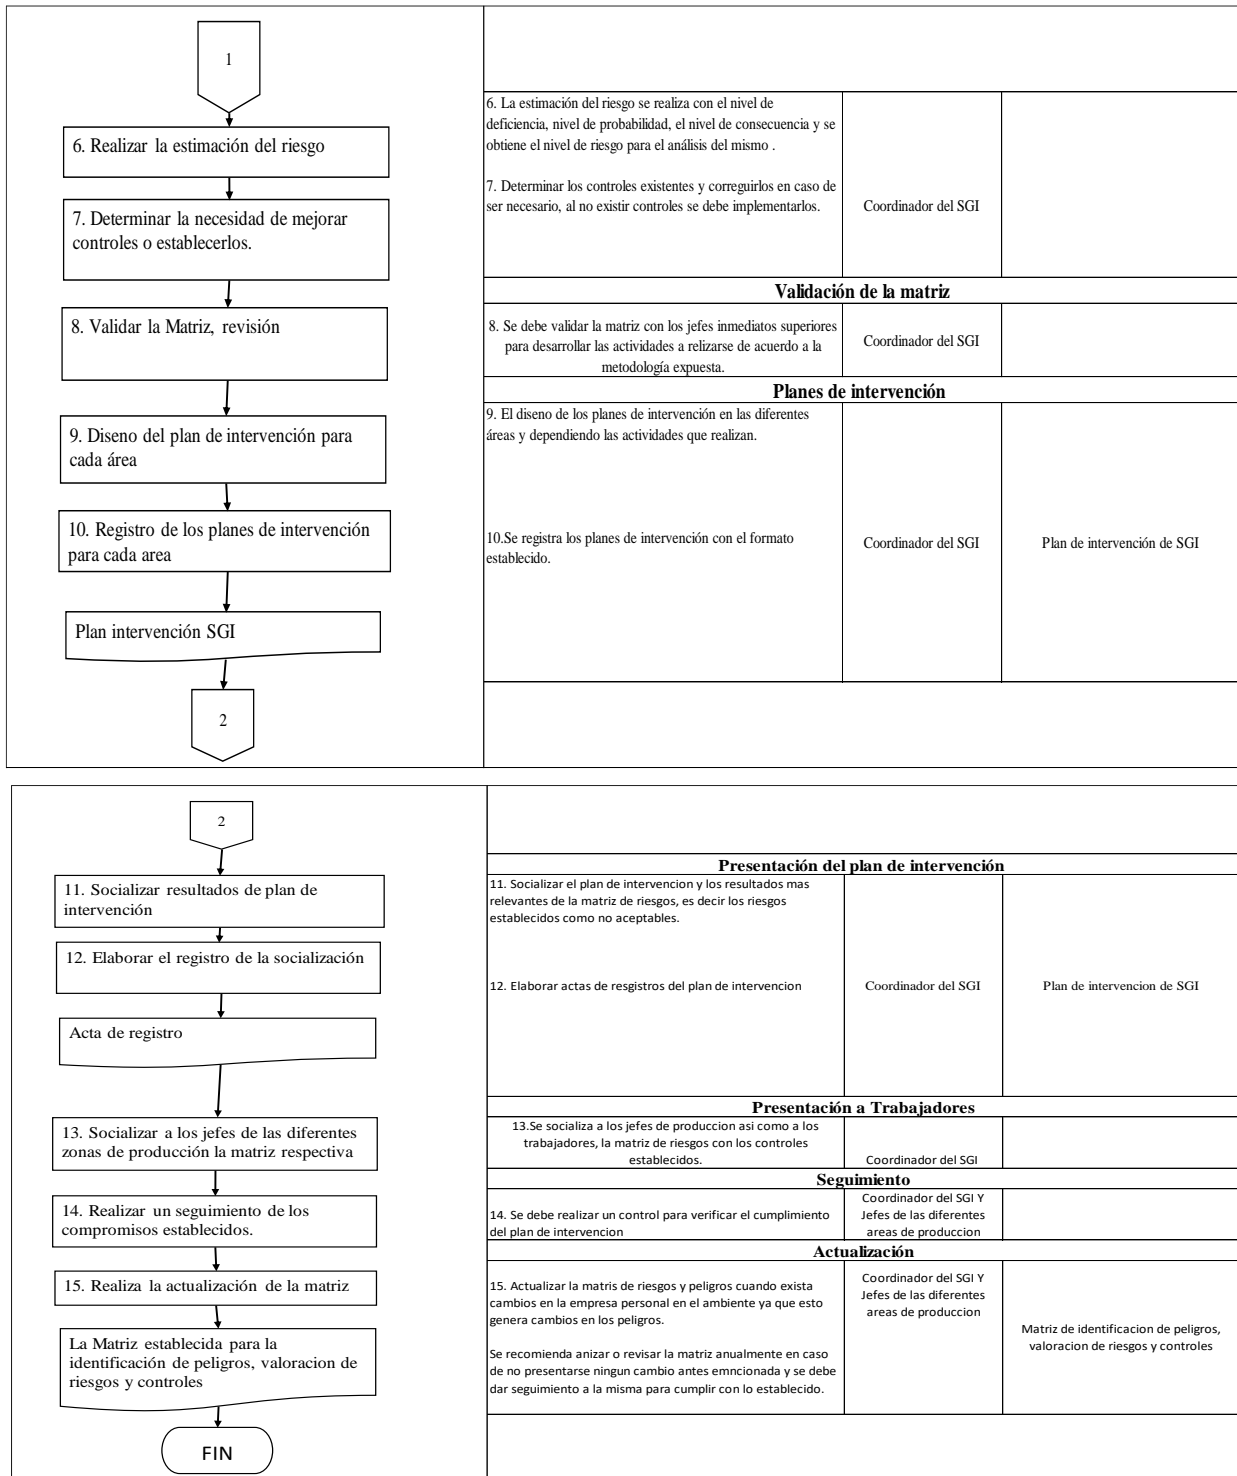 1
6. Realizar la estimación del riesgo
7. Determinar la necesidad de mejorar
controles o establecerlos.
8. Validar la Matriz, revisión
9. Diseno del plan de intervención para
cada área
10. Registro de los planes de intervención
para cada area
Plan intervención SGI
2
6. La estimación del riesgo se realiza con el nivel de
deficiencia, nivel de probabilidad, el nivel de consecuencia y se
obtiene el nivel de riesgo para el análisis del mismo .
7. Determinar los controles existentes y correguirlos en caso de
ser necesario, al no existir controles se debe implementarlos.
Coordinador del SGI
Validación de la matriz
8. Se debe validar la matriz con los jefes inmediatos superiores
para desarrollar las actividades a relizarse de acuerdo a la
metodología expuesta.
Coordinador del SGI
Planes de intervención
9. El diseno de los planes de intervención en las diferentes
áreas y dependiendo las actividades que realizan.
10.Se registra los planes de intervención con el formato
establecido.
Coordinador del SGI
Plan de intervención de SGI
2
11. Socializar resultados de plan de
intervención
12. Elaborar el registro de la socialización
Acta de registro
13. Socializar a los jefes de las diferentes
zonas de producción la matriz respectiva
14. Realizar un seguimiento de los
compromisos establecidos.
15. Realiza la actualización de la matriz
La Matriz establecida para la
identificación de peligros, valoracion de
riesgos y controles
FIN
Presentación del plan de intervención
11. Socializar el plan de intervencion y los resultados mas
relevantes de la matriz de riesgos, es decir los riesgos
establecidos como no aceptables.
12. Elaborar actas de resgistros del plan de intervencion
Coordinador del SGI
Plan de intervencion de SGI
Presentación a Trabajadores
13.Se socializa a los jefes de produccion asi como a los
trabajadores, la matriz de riesgos con los controles
establecidos.
Coordinador del SGI
Seguimiento
14. Se debe realizar un control para verificar el cumplimiento
del plan de intervencion
Coordinador del SGI Y
Jefes de las diferentes
areas de produccion
Actualización
15. Actualizar la matris de riesgos y peligros cuando exista
cambios en la empresa personal en el ambiente ya que esto
genera cambios en los peligros.
Se recomienda anizar o revisar la matriz anualmente en caso
de no presentarse ningun cambio antes emncionada y se debe
dar seguimiento a la misma para cumplir con lo establecido.
Coordinador del SGI Y
Jefes de las diferentes
areas de produccion
Matriz de identificacion de peligros,
valoracion de riesgos y controles